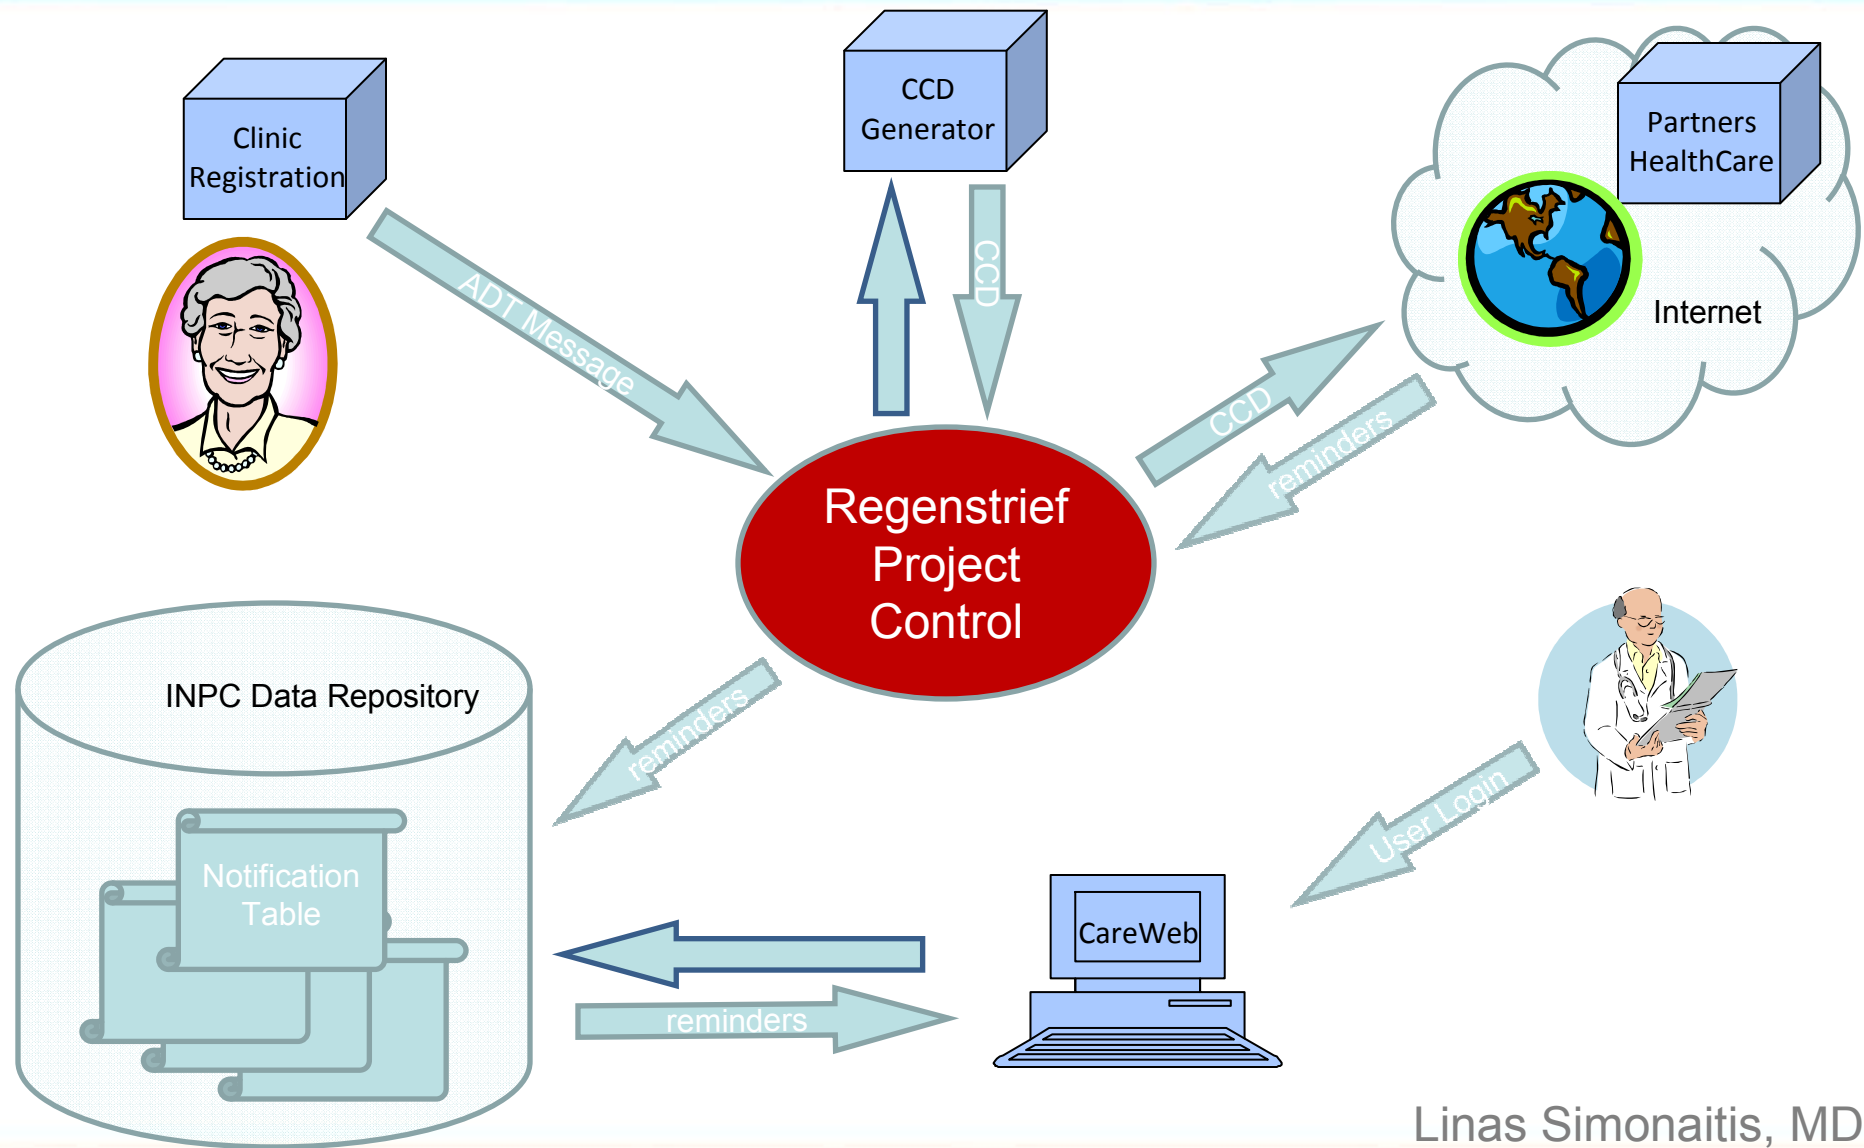 Clinic
Registration
CCD
Generator
Partners
HealthCare
Internet
ADT Message
CCD
CCD
reminders
Regenstrief
Project
Control
INPC Data Repository
reminders
Notification
Table
User Login
CareWeb
reminders
Linas Simonaitis, MD